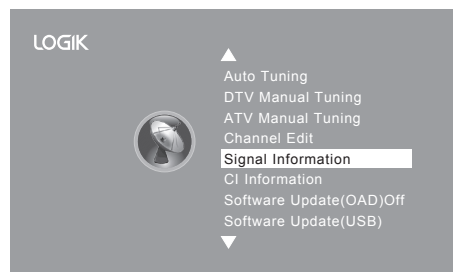 LOGIK
Auto Tuning
DTV Manual Tuning
ATV Manual Tuning
Channel Edit
Signal Information
CI Information
Software Update(OAD)Off
Software Update(USB)